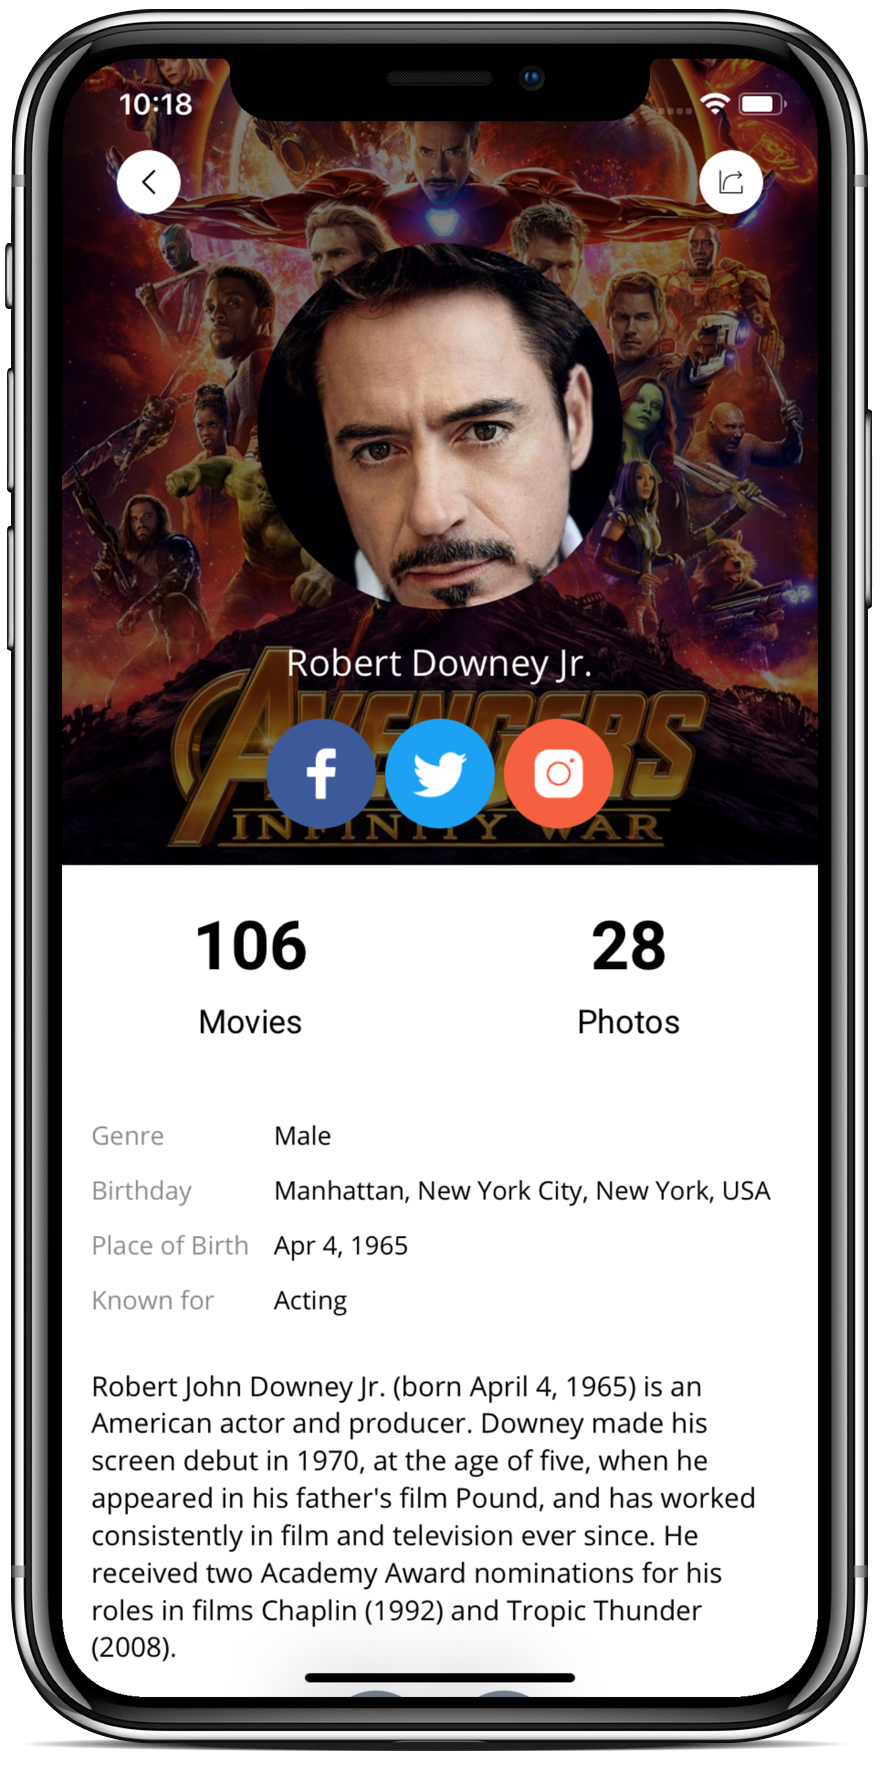 10:18
Robert Downey Jr.
AVENGERS
INFINITY WAR
106 28
Movies Photos
Genre Male
Birthday Manhattan, New York City, New York, USA
Place of Birth Apr 4, 1965
Known for Acting
Robert John Downey Jr. (born April 4, 1965) is an
American actor and producer. Downey made his
screen debut in 1970, at the age of five, when he
appeared in his father's film Pound, and has worked
consistently in film and television ever since. He
received two Academy Award nominations for his
roles in films Chaplin (1992) and Tropic Thunder
(2008).